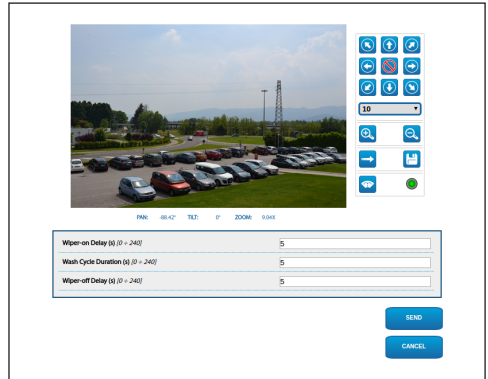 10
PAN: -88.42° TILT: 0° ZOOM: 9.04X
Wiper-on Delay (s) [0 ÷ 240] 5
Wash Cycle Duration (s) [0 ÷ 240] 5
Wiper-off Delay (s) [0 ÷ 240] 5
SEND
CANCEL